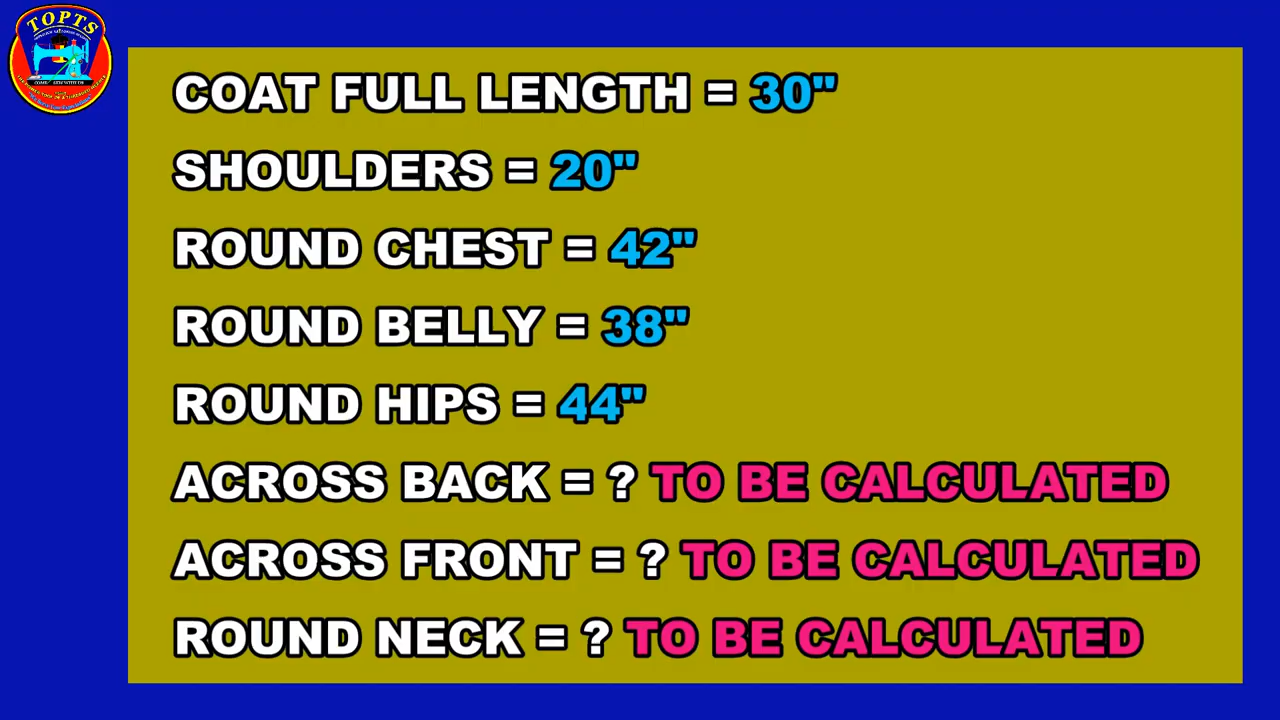 TOPTS
COAT FULL LENGTH = 30"
SHOULDERS = 20"
ROUND CHEST = 42"
ROUND BELLY = 38"
ROUND HIPS = 44"
ACROSS BACK = ? TO BE CALCULATED
ACROSS FRONT = ? TO BE CALCULATED
ROUND NECK = ? TO BE CALCULATED